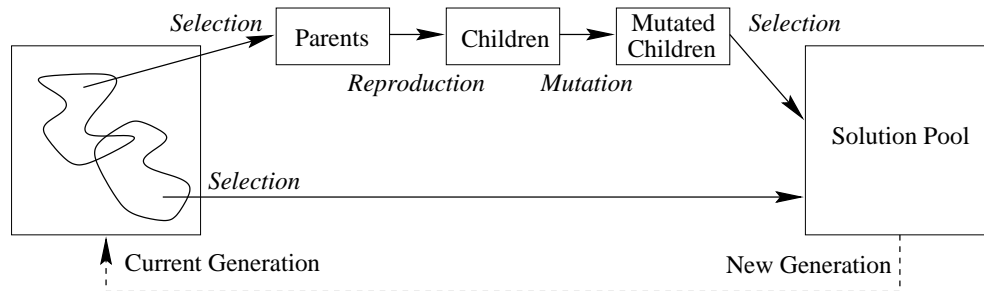 Selection
Parents
Children
Mutated
Children
Selection
Reproduction
Mutation
Solution Pool
Selection
Current Generation
New Generation